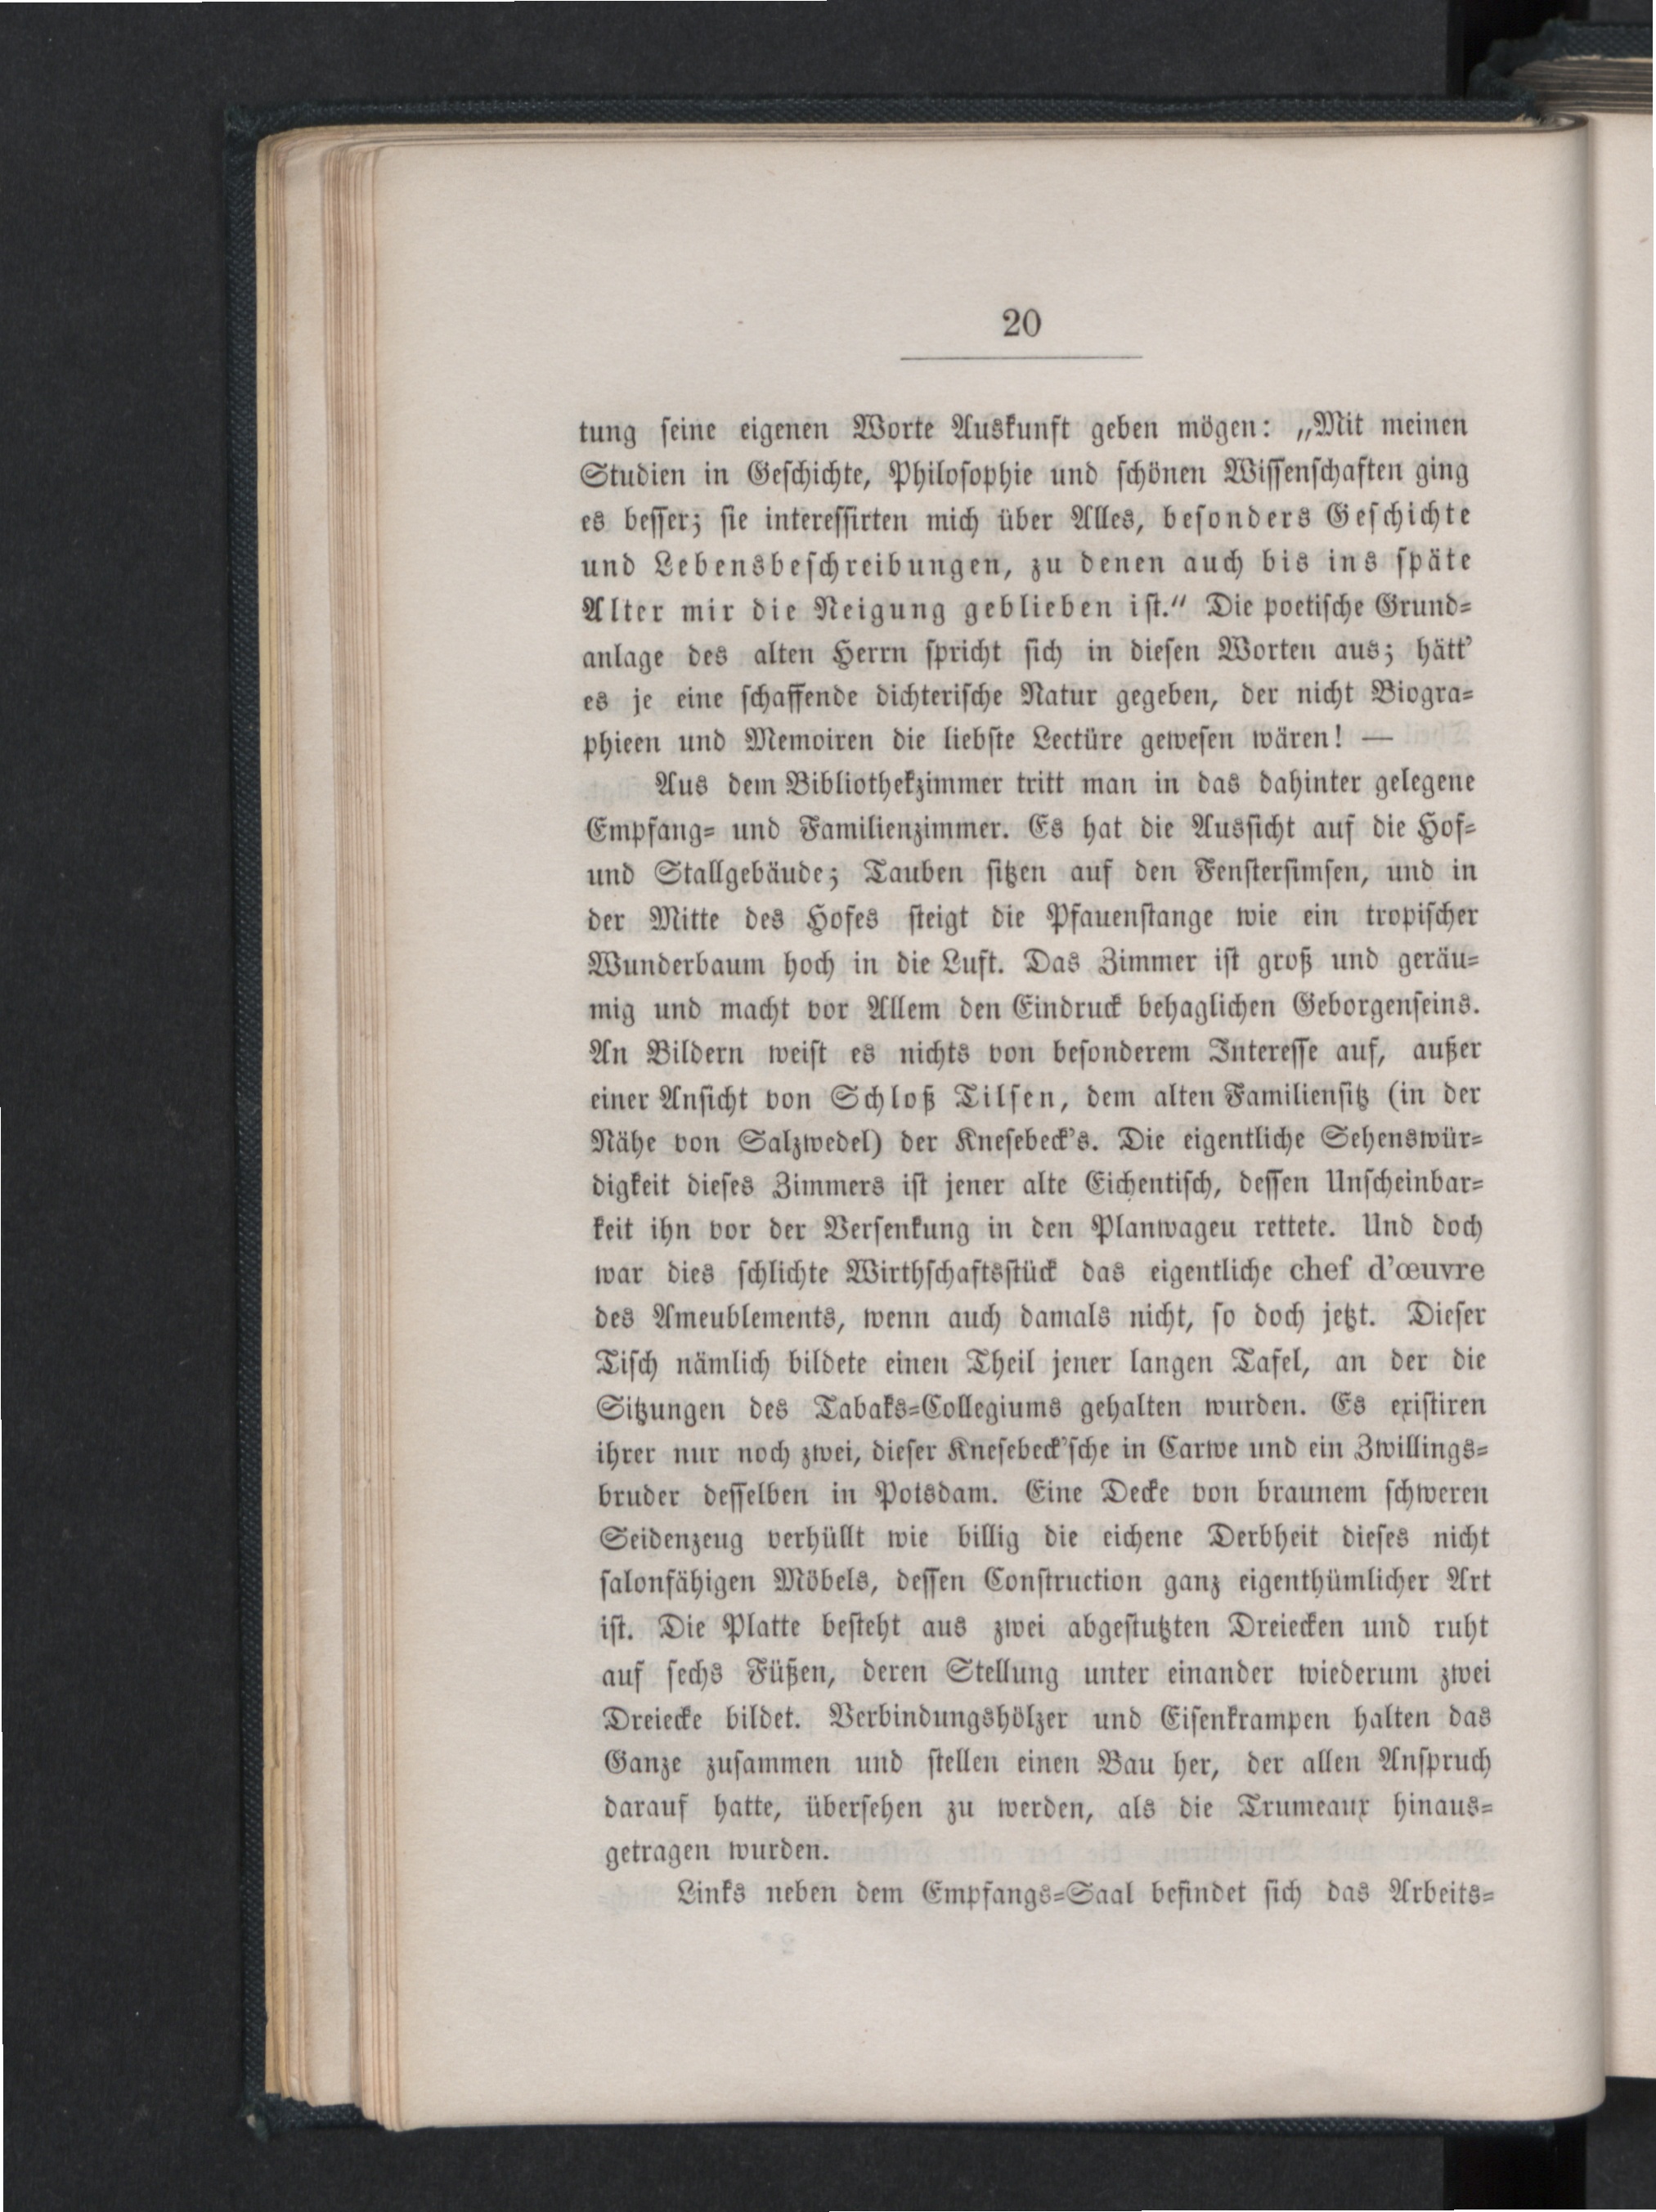 20
tung seine eigenen Worte Auskunft geben mögen: „Mit meinen
Studien in Geschichte, Philosophie und schönen Wissenschaften ging
es besser; sie interessirten mich über Alles, besonders Geschichte
und Lebensbeschreibungen, zu denen auch bis ins späte
Alter mir die Neigung geblieben ist.“ Die poetische Grund-
anlage des alten Herrn spricht sich in diesen Worten aus; hätt'
es je eine schaffende dichterische Natur gegeben, der nicht Biogra-
phieen und Memoiren die liebste Lectüre gewesen wären! —
Aus dem Bibliothekzimmer tritt man in das dahinter gelegene
Empfang- und Familienzimmer. Es hat die Aussicht auf die Hof-
und Stallgebäude; Tauben sitzen auf den Fenstersimsen, und in
der Mitte des Hofes steigt die Pfauenstange wie ein tropischer
Wunderbaum hoch in die Luft. Das Zimmer ist groß und geräu-
mig und macht vor Allem den Eindruck behaglichen Geborgenseins.
An Bildern weist es nichts von besonderem Interesse auf, außer
einer Ansicht von Schloß Tilsen, dem alten Familiensitz (in der
Nähe von Salzwedel) der Knesebeck's. Die eigentliche Sehenswür-
digkeit dieses Zimmers ist jener alte Eichentisch, dessen Unscheinbar-
keit ihn vor der Versenkung in den Planwageu rettete. Und doch
war dies schlichte Wirthschaftsstück das eigentliche chef d'œuvre
des Ameublements, wenn auch damals nicht, so doch jetzt. Dieser
Tisch nämlich bildete einen Theil jener langen Tafel, an der die
Sitzungen des Tabaks-Collegiums gehalten wurden. Es existiren
ihrer nur noch zwei, dieser Knesebeck'sche in Carwe und ein Zwillings-
bruder desselben in Potsdam. Eine Decke von braunem schweren
Seidenzeug verhüllt wie billig die eichene Derbheit dieses nicht
salonfähigen Möbels, dessen Construction ganz eigenthümlicher Art
ist. Die Platte besteht aus zwei abgestutzten Dreiecken und ruht
auf sechs Füßen, deren Stellung unter einander wiederum zwei
Dreiecke bildet. Verbindungshölzer und Eisenkrampen halten das
Ganze zusammen und stellen einen Bau her, der allen Anspruch
darauf hatte, übersehen zu werden, als die Trumeaux hinaus-
getragen wurden.
Links neben dem Empfangs-Saal befindet sich das Arbeits-